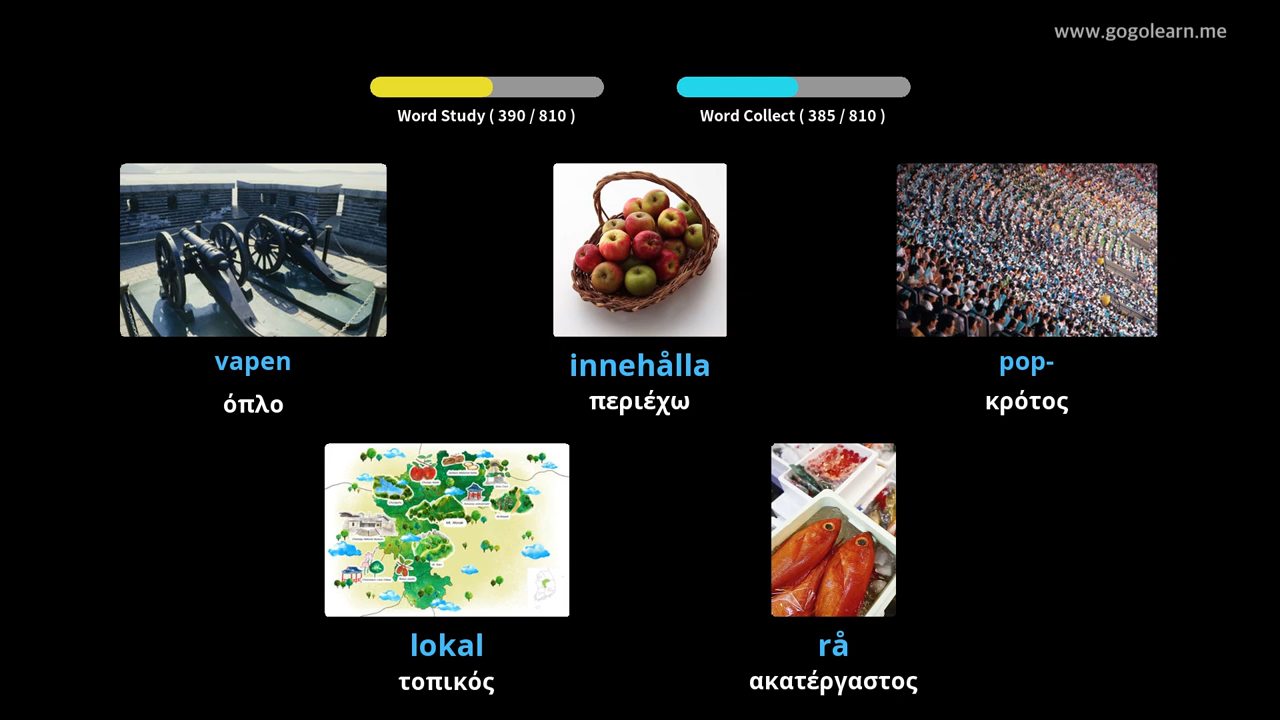 www.gogolearn.me
Word Study ( 390 / 810 )
Word Collect ( 385 / 810 )
vapen
όπλο
innehålla
περιέχω
pop-
κρότος
lokal
τοπικός
rå
ακατέργαστος